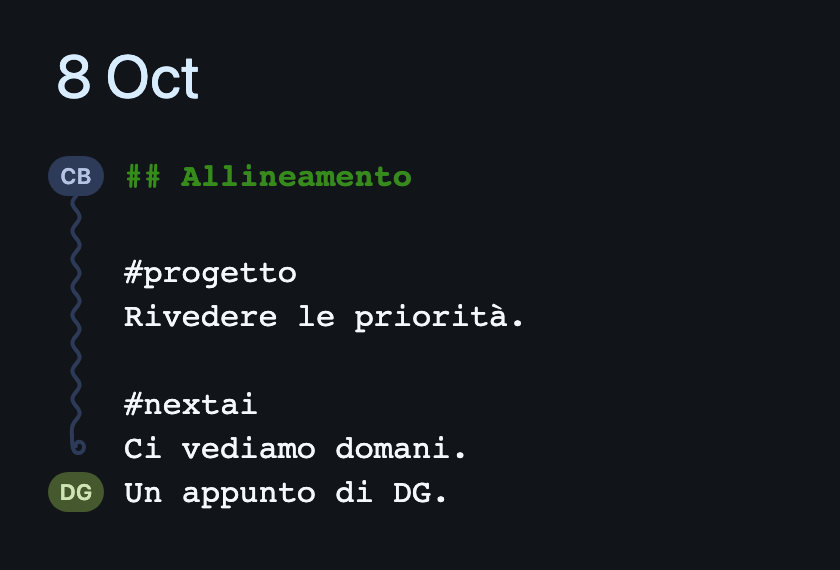 8 Oct
CB ## Allineamento
#progetto
Rivedere le priorità.
#nextai
Ci vediamo domani.
DG Un appunto di DG.